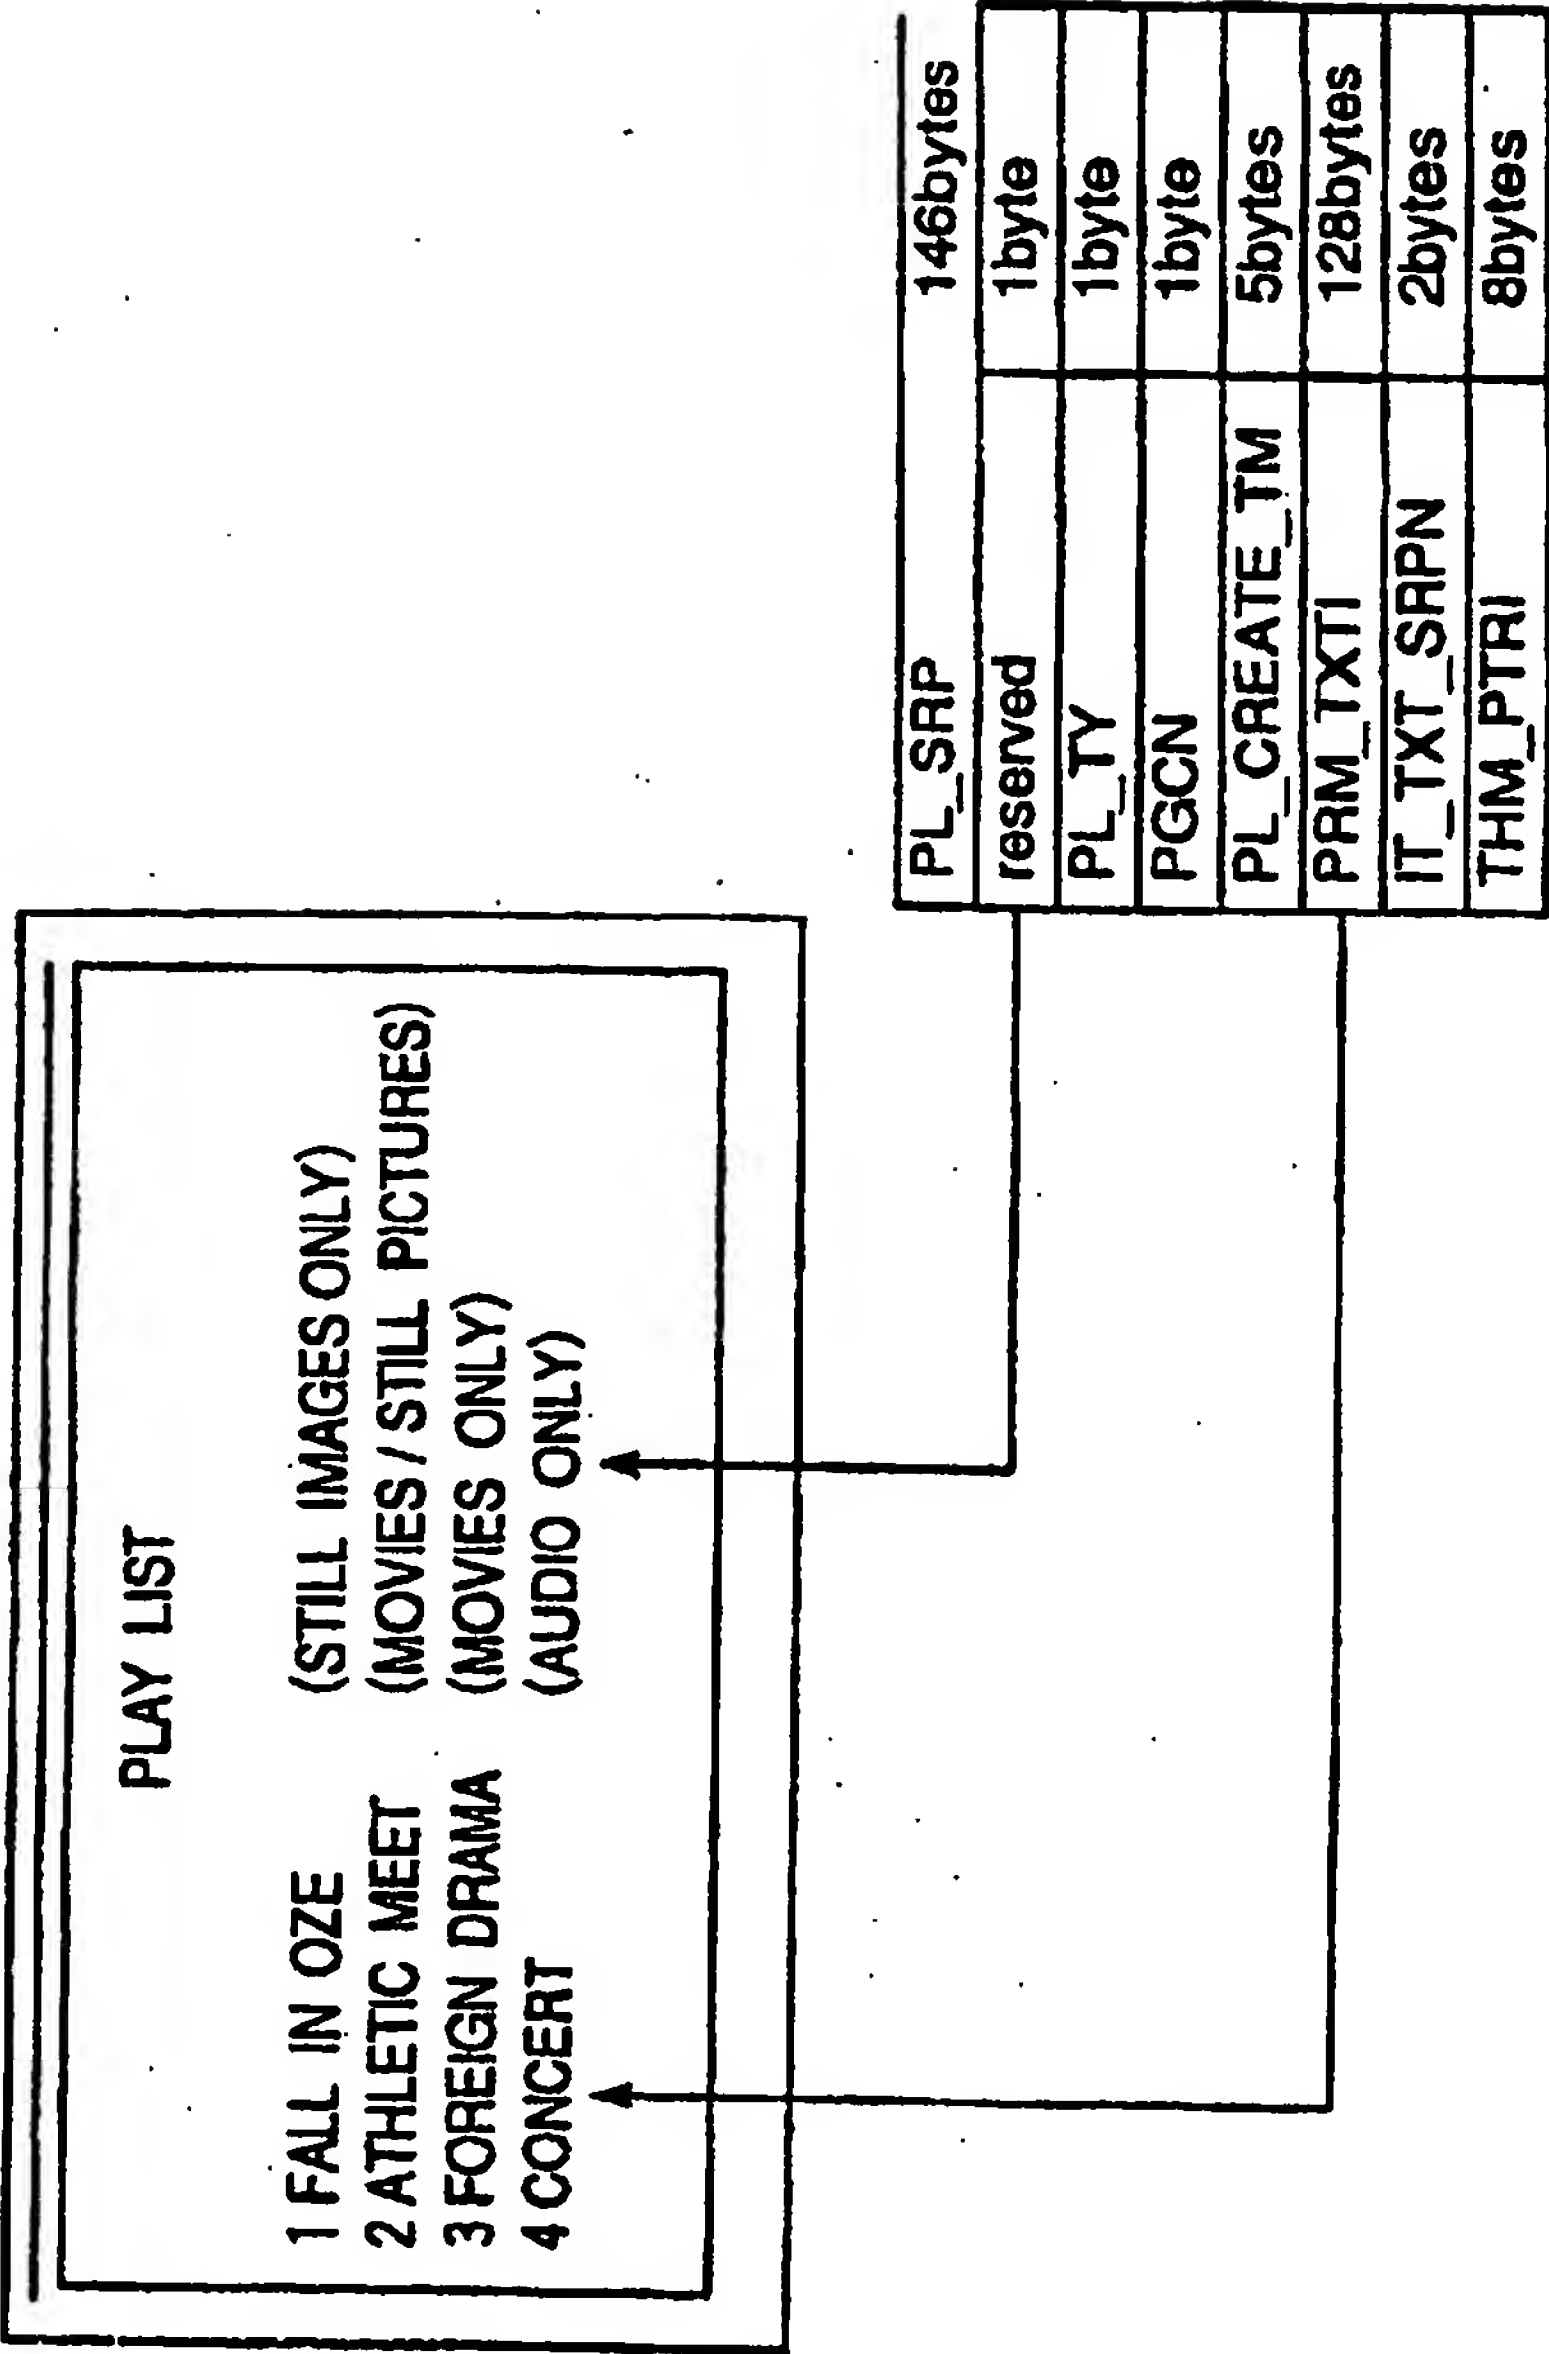 PLAY LIST
1 FALL IN OZE (STILL IMAGES ONLY)
2 ATHLETIC MEET (MOVIES / STILL PICTURES)
3 FOREIGN DRAMA (MOVIES ONLY)
4 CONCERT (AUDIO ONLY)
PL_SRP 146bytes
reserved 1byte
PL_TY 1byte
PGCN 1byte
PL_CREATE_TM 5bytes
PRM_TXTI 128bytes
IT_TXT_SRPN 2bytes
THM_PTRI 8bytes